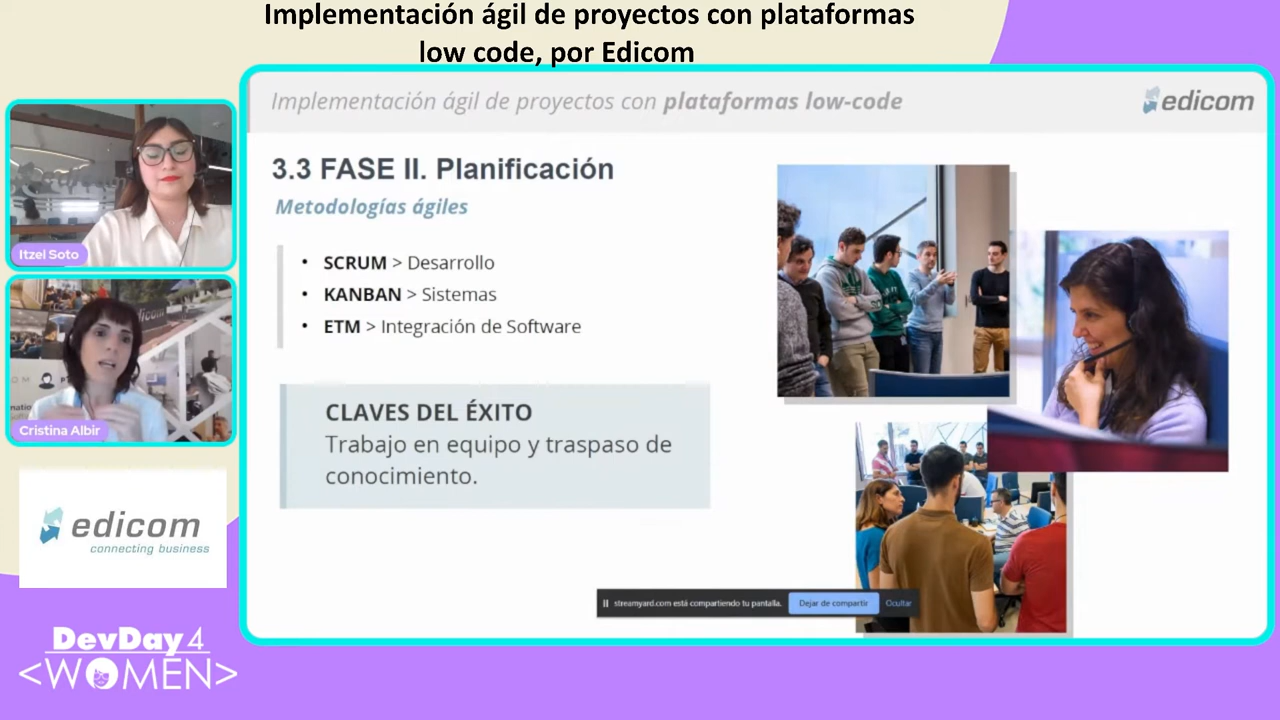 Implementación ágil de proyectos con plataformas
low code, por Edicom
Implementación ágil de proyectos con plataformas low-code
edicom
3.3 FASE II. Planificación
Metodologías ágiles
• SCRUM > Desarrollo
• KANBAN > Sistemas
• ETM > Integración de Software
CLAVES DEL ÉXITO
Trabajo en equipo y traspaso de
conocimiento.
streamyard.com está compartiendo tu pantalla.
Dejar de compartir
Ocultar
Itzel Soto
Cristina Albir
edicom
connecting business
DevDay4
<WOMEN>